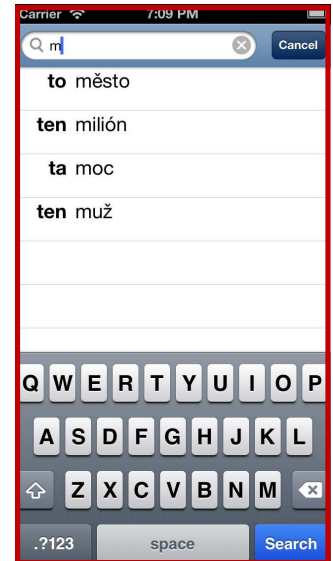 Carrier 7:09 PM
m Cancel
to město
ten milión
ta moc
ten muž
Q W E R T Y U I O P
A S D F G H J K L
Z X C V B N M
.?123 space Search